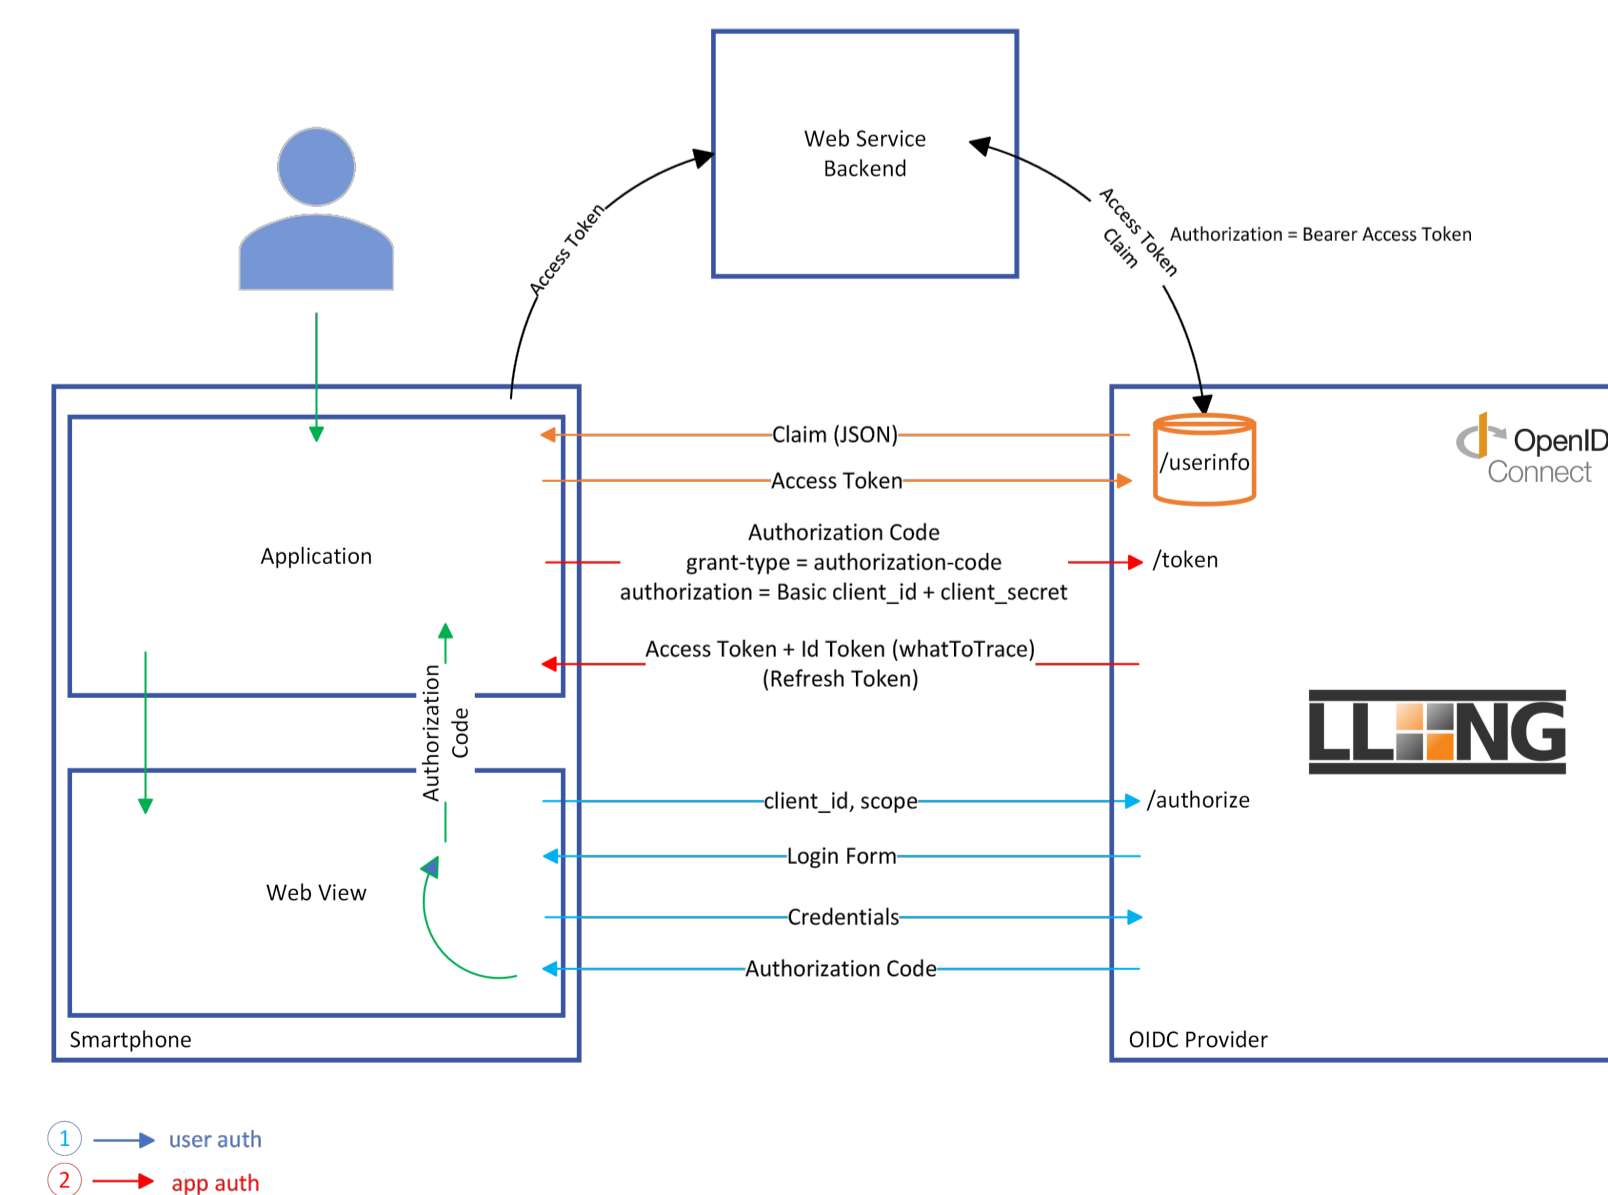 Web Service
Backend
Access Token
Access Token
Claim
Authorization = Bearer Access Token
Claim (JSON)
/userinfo
OpenID
Connect
Access Token
Application
Authorization Code
grant-type = authorization-code
authorization = Basic client_id + client_secret
/token
Access Token + Id Token (whatToTrace)
(Refresh Token)
Authorization
Code
LL NG
client_id, scope
/authorize
Login Form
Web View
Credentials
Authorization Code
Smartphone
OIDC Provider
1 user auth
2 app auth